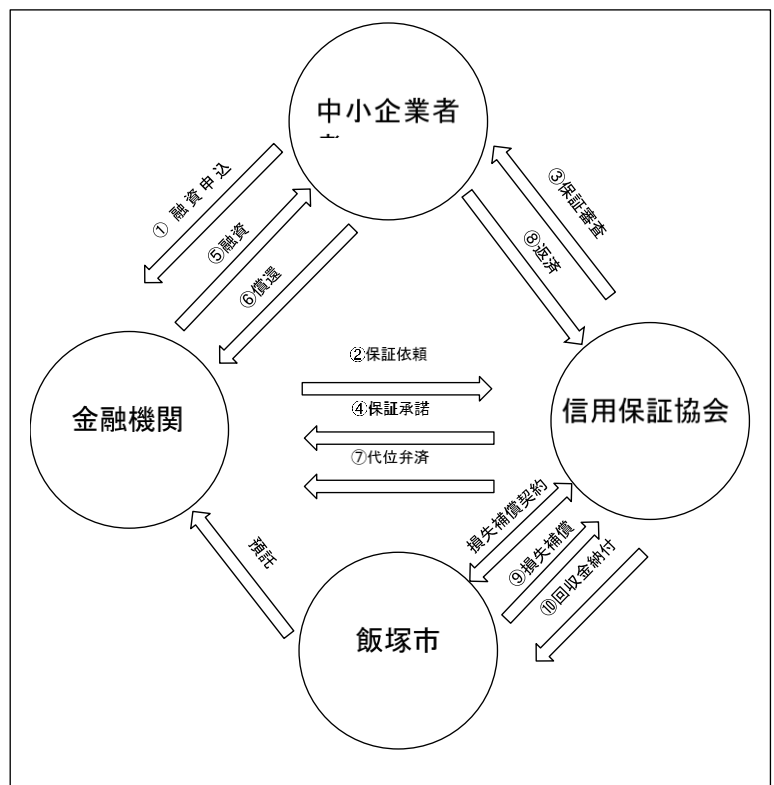 中小企業者
① 融資申込
⑤融資
⑥償還
③保証審査
⑧返済
②保証依頼
④保証承諾
⑦代位弁済
金融機関
信用保証協会
損失補償契約
⑨損失補償
⑩回収金納付
預託
飯塚市